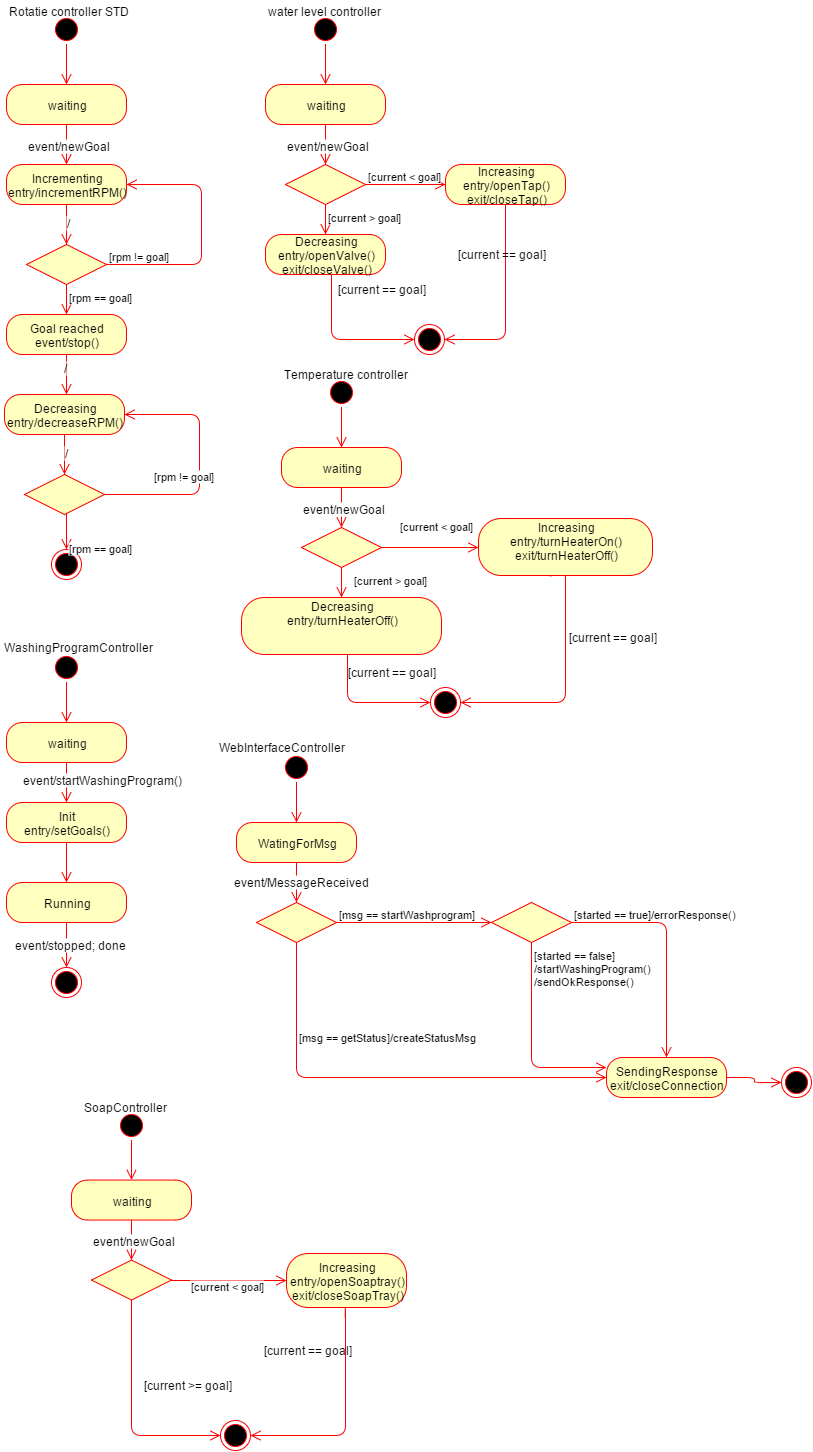 Rotatie controller STD
waiting
event/newGoal
Incrementing
entry/incrementRPM()
/
[rpm != goal]
[rpm == goal]
Goal reached
event/stop()
/
Decreasing
entry/decreaseRPM()
/
[rpm != goal]
[rpm == goal]
water level controller
waiting
event/newGoal
[current < goal]
Increasing
entry/openTap()
exit/closeTap()
[current > goal]
Decreasing
entry/openValve()
exit/closeValve()
[current == goal]
[current == goal]
Temperature controller
waiting
event/newGoal
[current < goal]
Increasing
entry/turnHeaterOn()
exit/turnHeaterOff()
[current > goal]
Decreasing
entry/turnHeaterOff()
[current == goal]
[current == goal]
WashingProgramController
waiting
event/startWashingProgram()
Init
entry/setGoals()
Running
event/stopped; done
WebInterfaceController
WatingForMsg
event/MessageReceived
[msg == startWashprogram]
[started == true]/errorResponse()
[started == false]
/startWashingProgram()
/sendOkResponse()
[msg == getStatus]/createStatusMsg
SendingResponse
exit/closeConnection
SoapController
waiting
event/newGoal
[current < goal]
Increasing
entry/openSoaptray()
exit/closeSoapTray()
[current == goal]
[current >= goal]